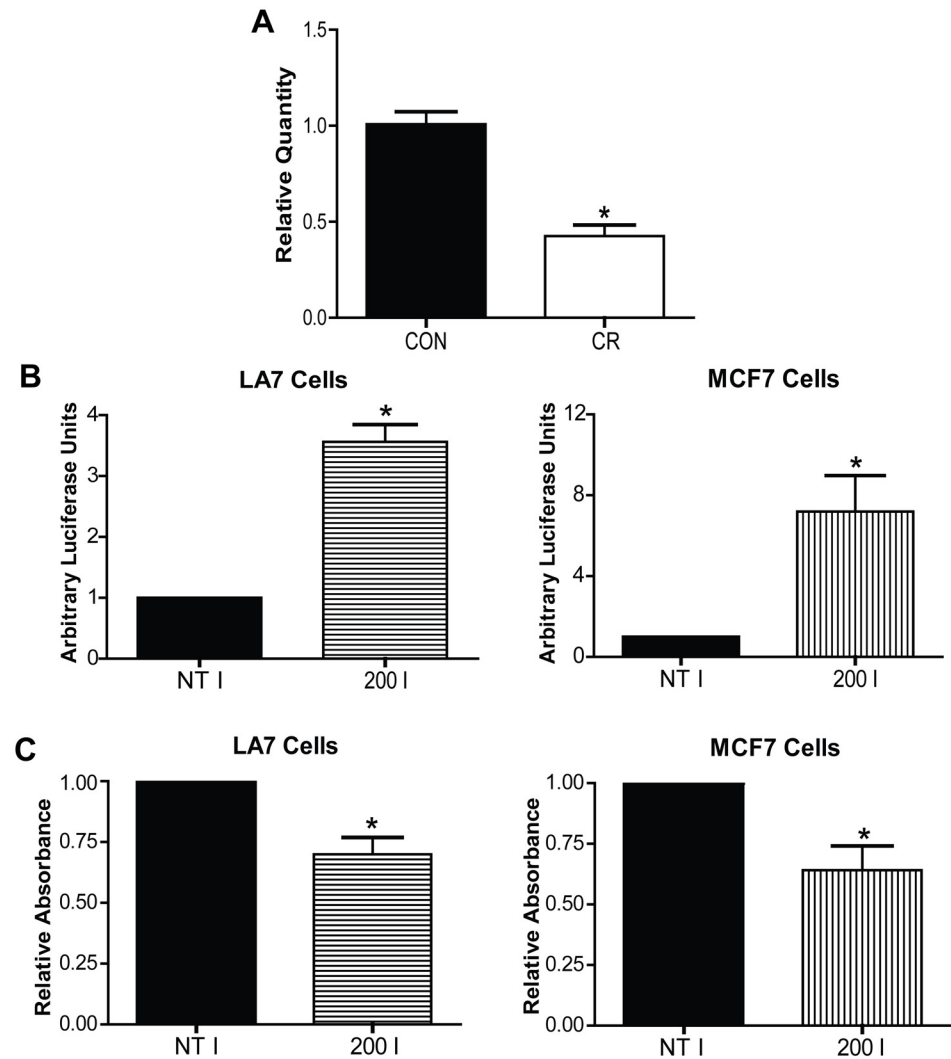 A
Relative Quantity
1.5
1.0
0.5
0.0
*
CON CR
B
LA7 Cells
Arbitrary Luciferase Units
4
3
2
1
0
*
NT I 200 I
MCF7 Cells
Arbitrary Luciferase Units
12
8
4
0
*
NT I 200 I
C
LA7 Cells
Relative Absorbance
1.00
0.75
0.50
0.25
0.00
*
NT I 200 I
MCF7 Cells
Relative Absorbance
1.00
0.75
0.50
0.25
0.00
*
NT I 200 I